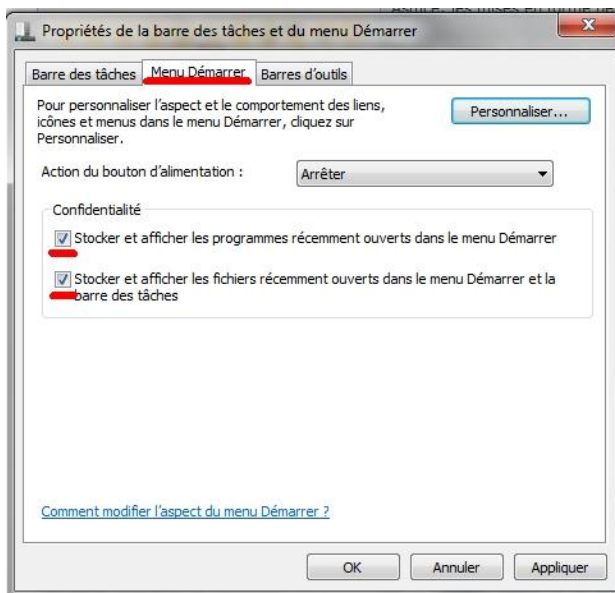 Propriétés de la barre des tâches et du menu Démarrer
Barre des tâches Menu Démarrer Barres d'outils
Pour personnaliser l'aspect et le comportement des liens,
icônes et menus dans le menu Démarrer, cliquez sur
Personnaliser.
Personnaliser...
Action du bouton d'alimentation :
Arrêter
Confidentialité
Stocker et afficher les programmes récemment ouverts dans le menu Démarrer
Stocker et afficher les fichiers récemment ouverts dans le menu Démarrer et la
barre des tâches
Comment modifier l'aspect du menu Démarrer ?
OK Annuler Appliquer